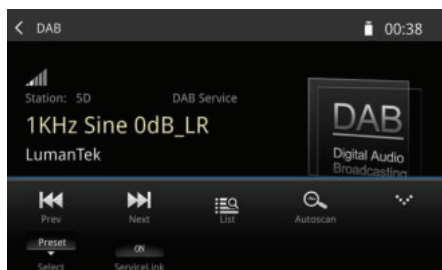 DAB
00:38
Station: 5D DAB Service
1KHz Sine 0dB_LR
LumanTek
DAB
Digital Audio
Broadcasting
Prev Next List Autoscan
Preset ON
Select ServiceLink